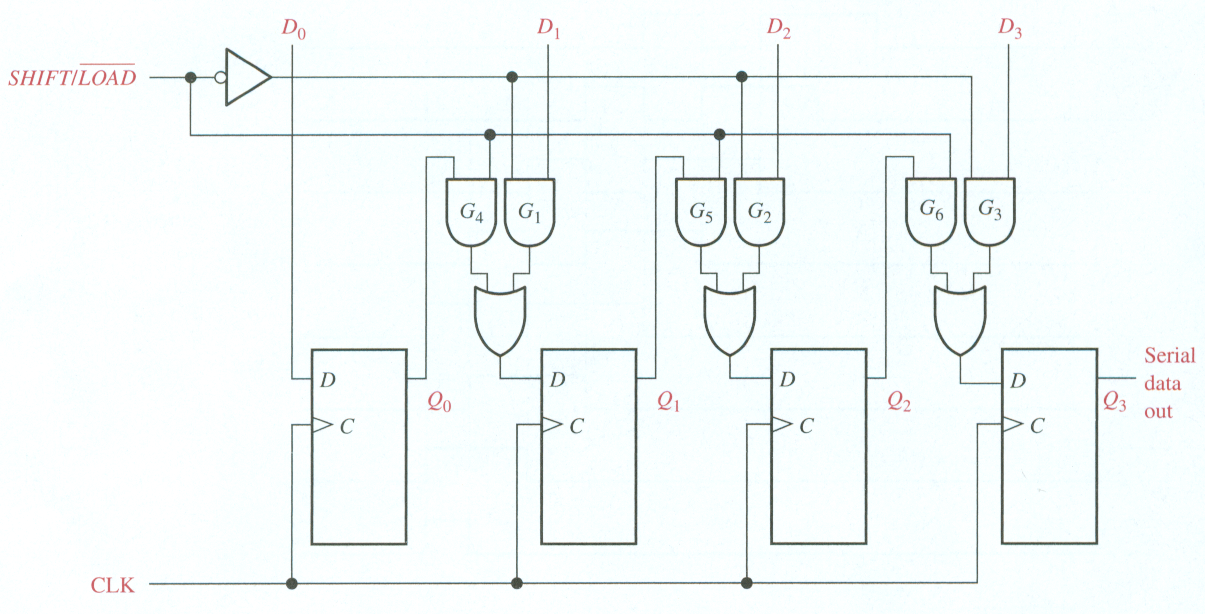 D0 D1 D2 D3
SHIFT/L̅O̅A̅D̅
G4 G1 G5 G2 G6 G3
D D D D
Serial
data
out
Q0 Q1 Q2 Q3
C C C C
CLK